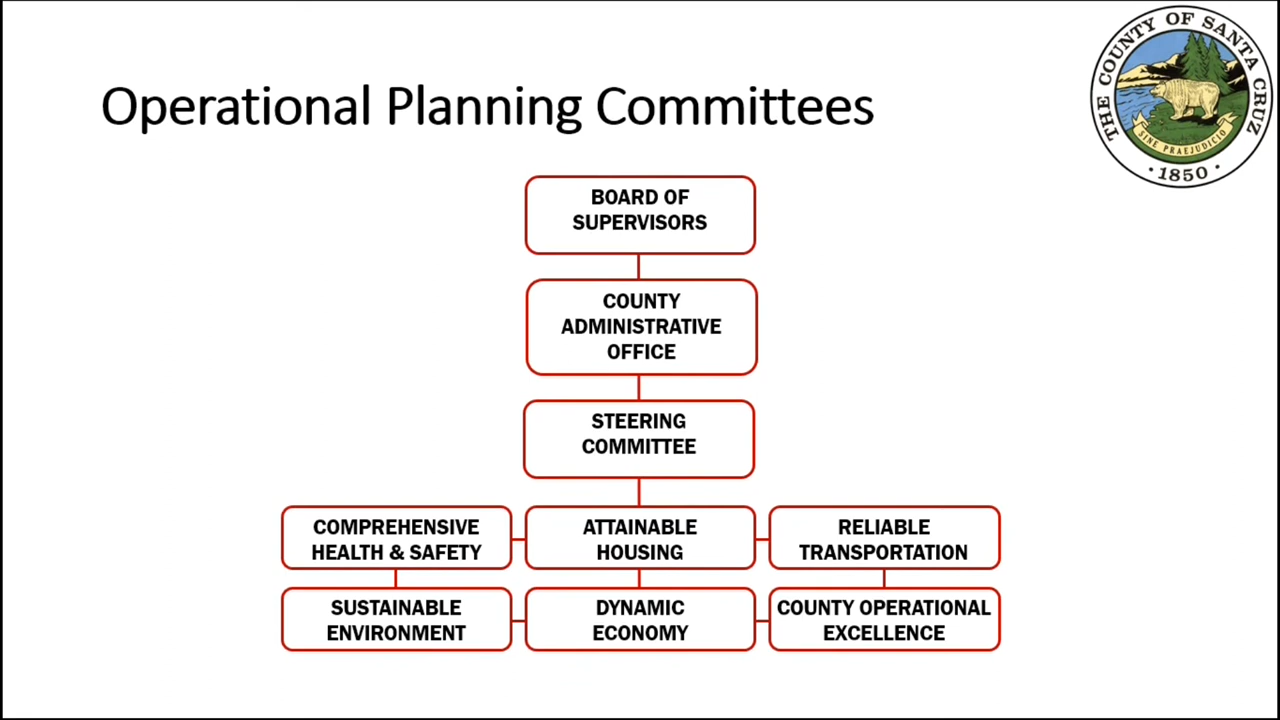 Operational Planning Committees
THE COUNTY OF SANTA CRUZ
SINE PRAEJUDICIO
· 1850 ·
BOARD OF
SUPERVISORS
COUNTY
ADMINISTRATIVE
OFFICE
STEERING
COMMITTEE
COMPREHENSIVE
HEALTH & SAFETY
ATTAINABLE
HOUSING
RELIABLE
TRANSPORTATION
SUSTAINABLE
ENVIRONMENT
DYNAMIC
ECONOMY
COUNTY OPERATIONAL
EXCELLENCE